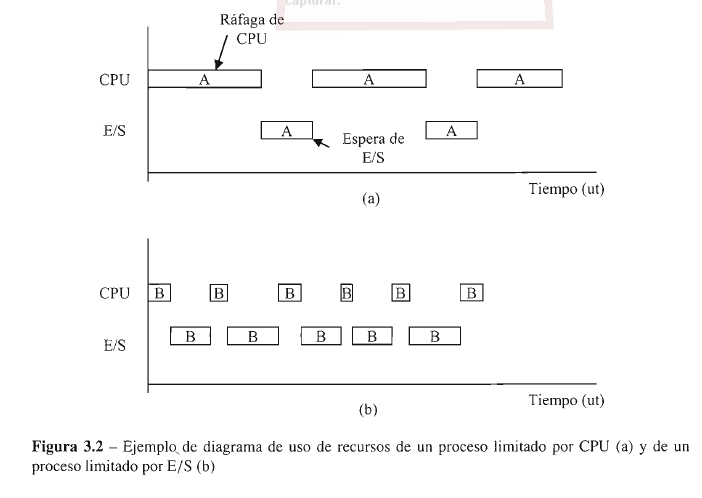 capturar.
Ráfaga de
CPU
CPU A A A
E/S A A
Espera de
E/S
Tiempo (ut)
(a)
CPU B B B B B B
E/S B B B B B
Tiempo (ut)
(b)
Figura 3.2 – Ejemplo de diagrama de uso de recursos de un proceso limitado por CPU (a) y de un
proceso limitado por E/S (b)